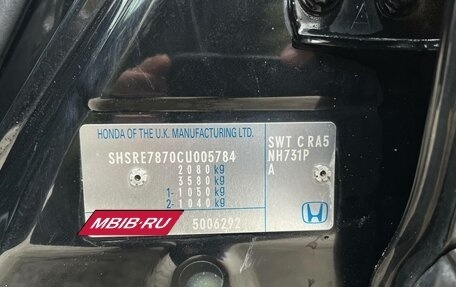 HONDA OF THE U.K. MANUFACTURING LTD.
SHSRE7870CU005784
2080 kg
3580 kg
1- 1050 kg
2- 1040 kg
SWT C RA5
NH731P
A
МВІВ·RU
5006292